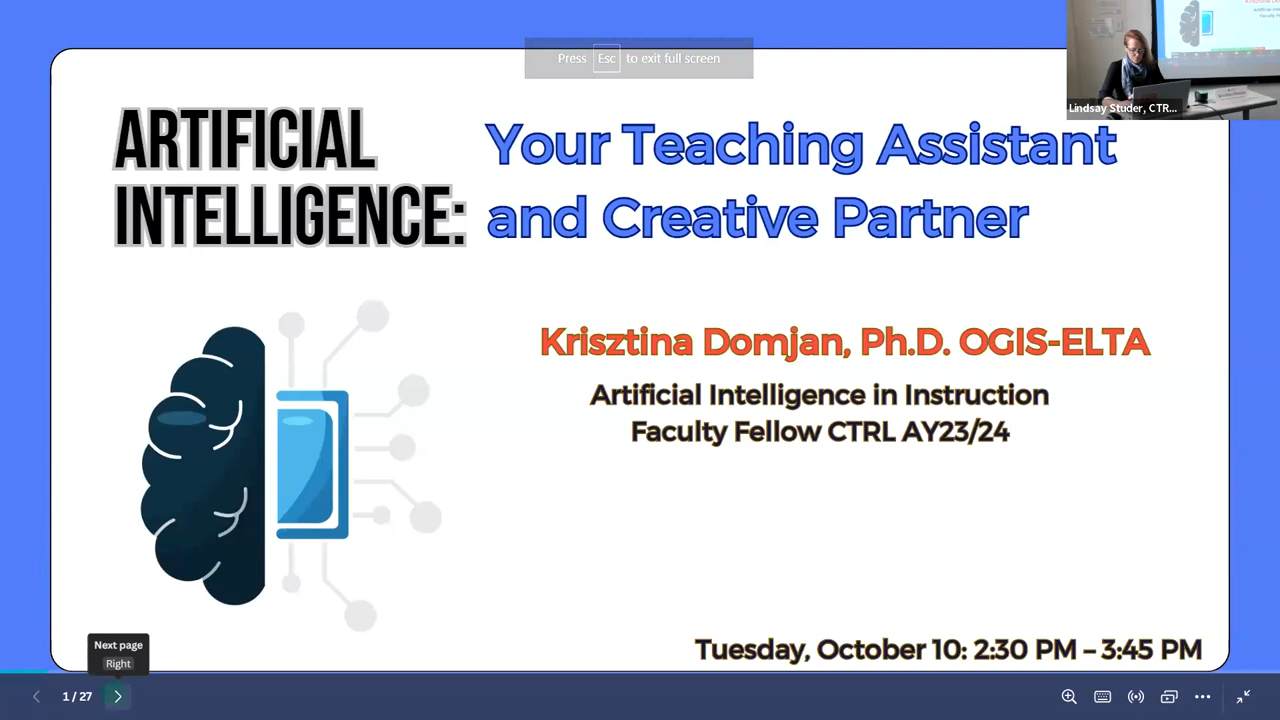 Press Esc to exit full screen
Lindsay Studer, CTR...
ARTIFICIAL
INTELLIGENCE:
Your Teaching Assistant
and Creative Partner
Krisztina Domjan, Ph.D. OGIS-ELTA
Artificial Intelligence in Instruction
Faculty Fellow CTRL AY23/24
Tuesday, October 10: 2:30 PM – 3:45 PM
Next page
Right
1 / 27